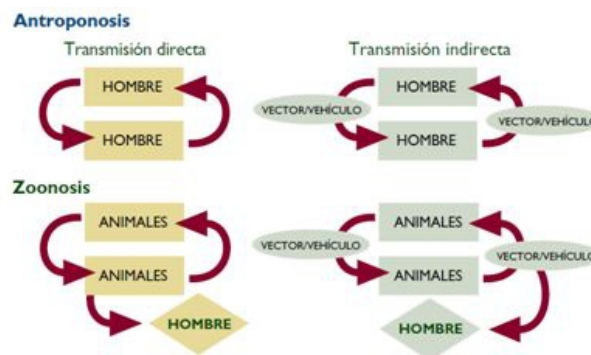 Antroponosis
Transmisión directa
Transmisión indirecta
HOMBRE
HOMBRE
HOMBRE
VECTOR/VEHÍCULO
VECTOR/VEHÍCULO
HOMBRE
Zoonosis
ANIMALES
ANIMALES
HOMBRE
ANIMALES
VECTOR/VEHÍCULO
VECTOR/VEHÍCULO
ANIMALES
HOMBRE